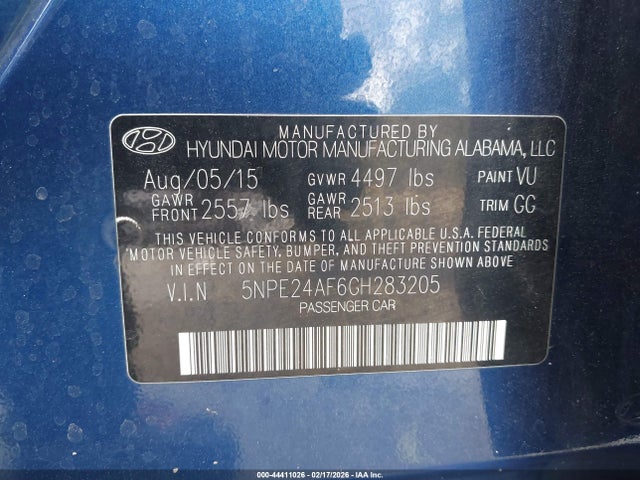 MANUFACTURED BY
HYUNDAI MOTOR MANUFACTURING ALABAMA, LLC
Aug/05/15 GVWR 4497 lbs PAINT VU
GAWR FRONT 2557 lbs GAWR REAR 2513 lbs TRIM GG
THIS VEHICLE CONFORMS TO ALL APPLICABLE U.S.A. FEDERAL
MOTOR VEHICLE SAFETY, BUMPER, AND THEFT PREVENTION STANDARDS
IN EFFECT ON THE DATE OF MANUFACTURE SHOWN ABOVE
V.I.N 5NPE24AF6GH283205
PASSENGER CAR
000-44411026 - 02/17/2026 - IAA Inc.